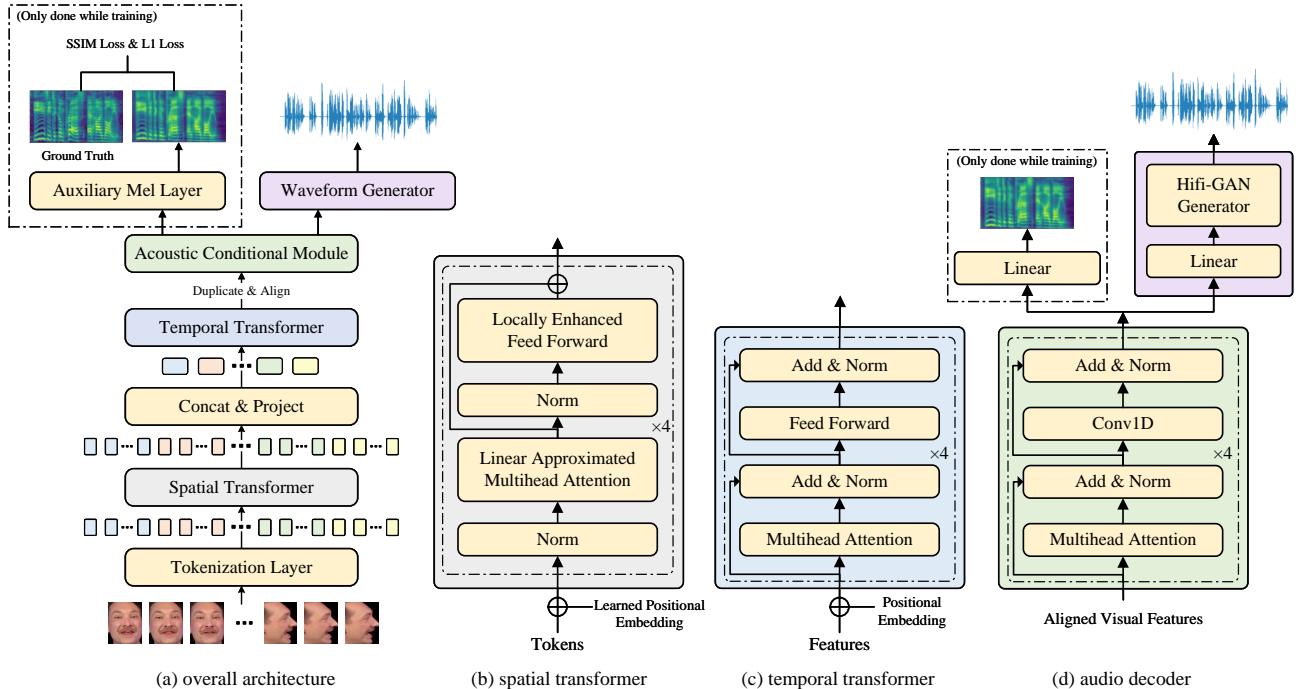 (Only done while training)
SSIM Loss & L1 Loss
Ground Truth
Auxiliary Mel Layer
Waveform Generator
Acoustic Conditional Module
Duplicate & Align
Temporal Transformer
Concat & Project
Spatial Transformer
Tokenization Layer
(a) overall architecture
Locally Enhanced
Feed Forward
Norm
×4
Linear Approximated
Multihead Attention
Norm
Learned Positional
Embedding
Tokens
(b) spatial transformer
Add & Norm
Feed Forward
×4
Add & Norm
Multihead Attention
Positional
Embedding
Features
(c) temporal transformer
(Only done while training)
Linear
Hifi-GAN
Generator
Linear
Add & Norm
Conv1D
×4
Add & Norm
Multihead Attention
Aligned Visual Features
(d) audio decoder